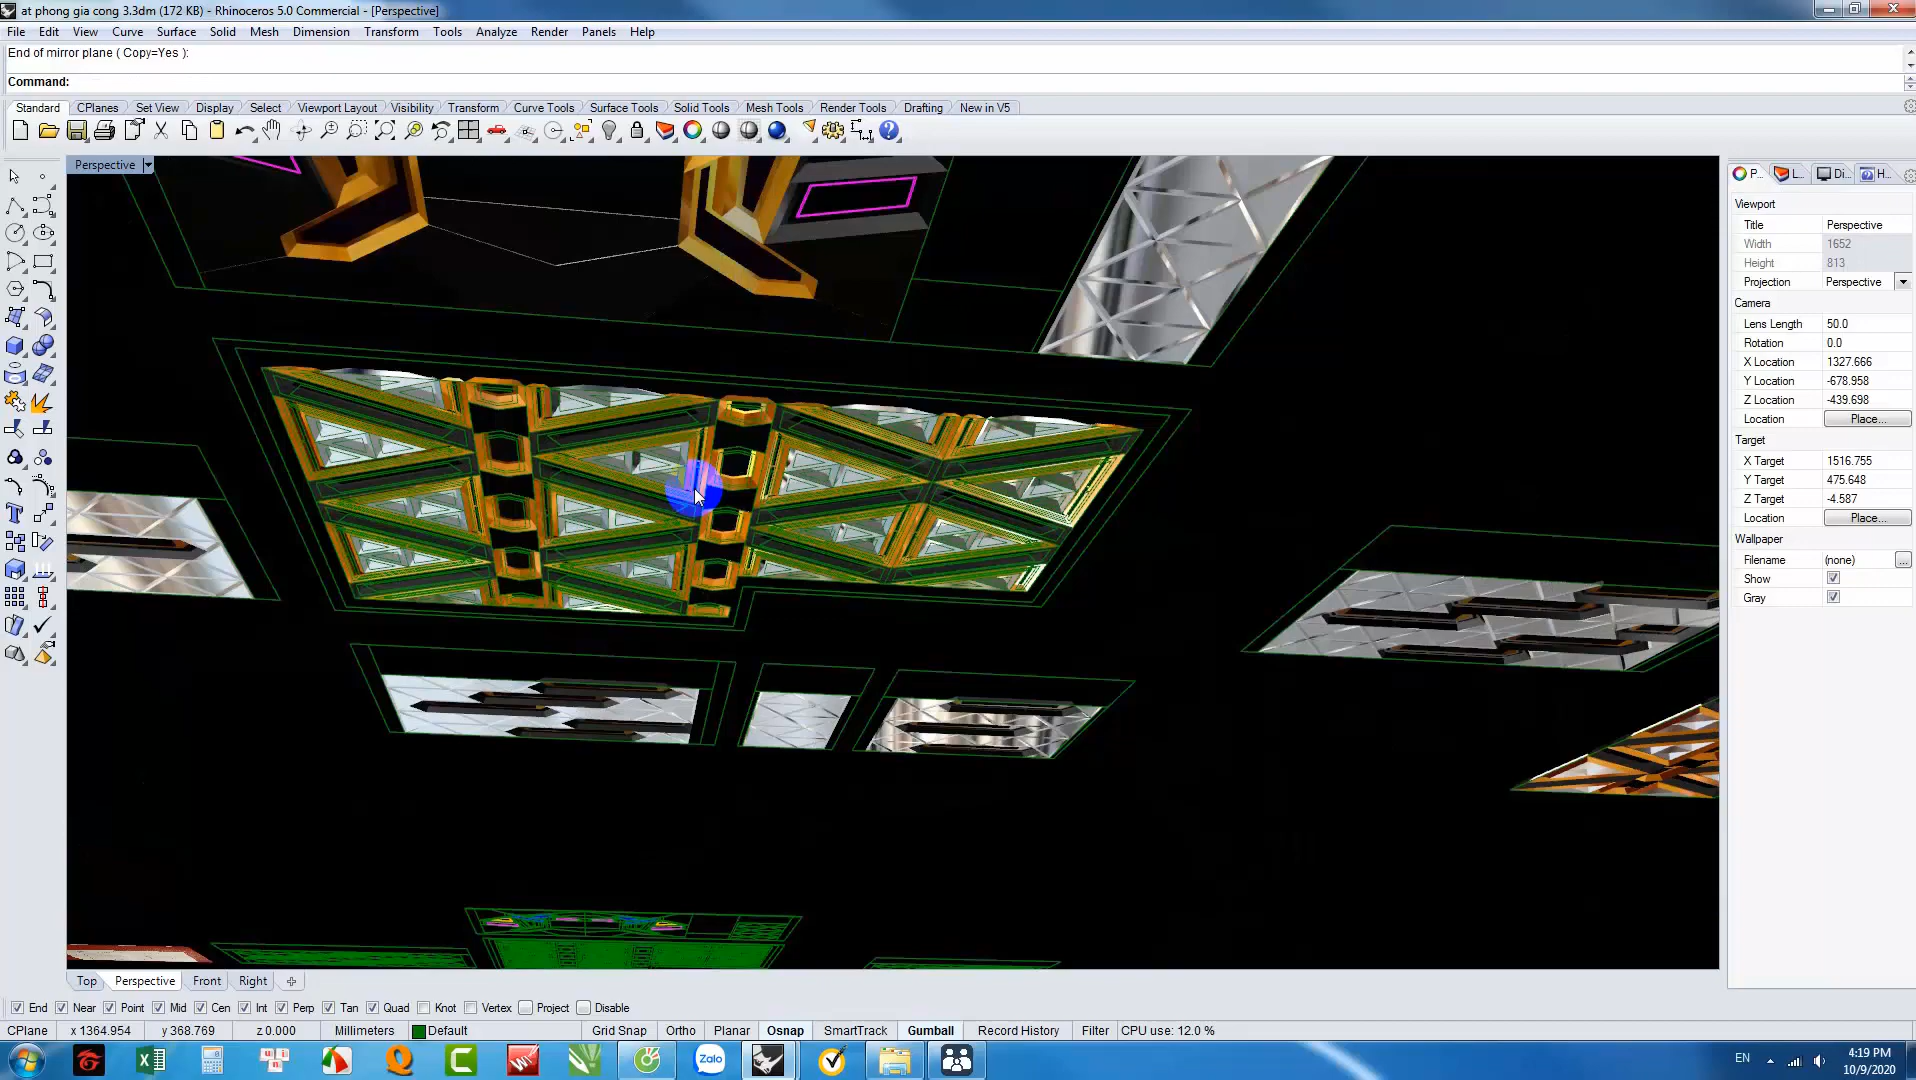 at phong gia cong 3.3dm (172 KB) - Rhinoceros 5.0 Commercial - [Perspective]
File Edit View Curve Surface Solid Mesh Dimension Transform Tools Analyze Render Panels Help
End of mirror plane ( Copy=Yes ):
Command:
Standard CPlanes Set View Display Select Viewport Layout Visibility Transform Curve Tools Surface Tools Solid Tools Mesh Tools Render Tools Drafting New in V5
Perspective
P... L... Di... H...
Viewport
Title Perspective
Width 1652
Height 813
Projection Perspective
Camera
Lens Length 50.0
Rotation 0.0
X Location 1327.666
Y Location -678.958
Z Location -439.698
Location Place...
Target
X Target 1516.755
Y Target 475.648
Z Target -4.587
Location Place...
Wallpaper
Filename (none) ...
Show
Gray
Top Perspective Front Right
End Near Point Mid Cen Int Perp Tan Quad Knot Vertex Project Disable
CPlane x 1364.954 y 368.769 z 0.000 Millimeters Default Grid Snap Ortho Planar Osnap SmartTrack Gumball Record History Filter CPU use: 12.0 %
Zalo
EN 4:19 PM
10/9/2020